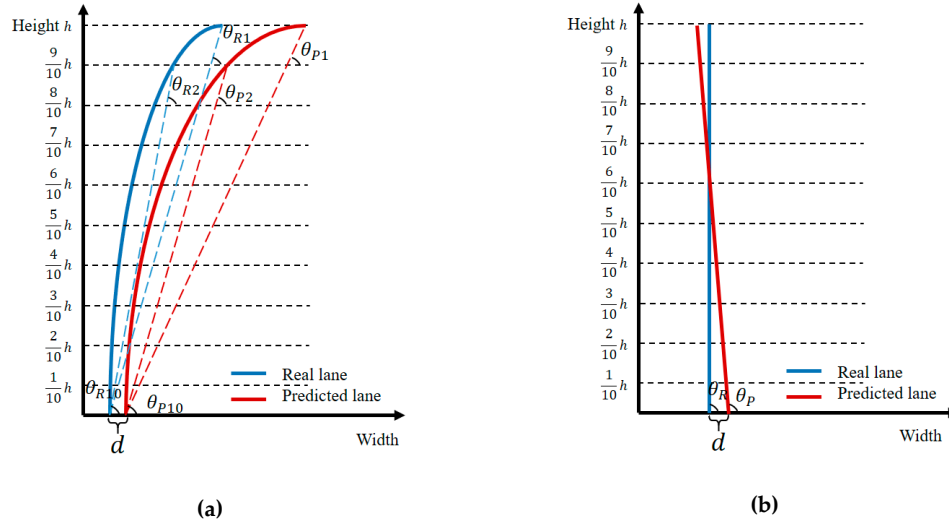 Height h
9/10 h
8/10 h
7/10 h
6/10 h
5/10 h
4/10 h
3/10 h
2/10 h
1/10 h
θR1
θP1
θR2
θP2
θR10
θP10
Real lane
Predicted lane
Width
d
(a)
Height h
9/10 h
8/10 h
7/10 h
6/10 h
5/10 h
4/10 h
3/10 h
2/10 h
1/10 h
θR
θP
Real lane
Predicted lane
Width
d
(b)